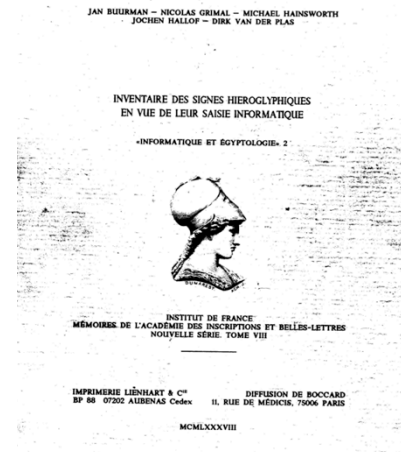 JAN BUURMAN – NICOLAS GRIMAL – MICHAEL HAINSWORTH
JOCHEN HALLOF – DIRK VAN DER PLAS
INVENTAIRE DES SIGNES HIEROGLYPHIQUES
EN VUE DE LEUR SAISIE INFORMATIQUE
«INFORMATIQUE ET ÉGYPTOLOGIE» 2
DUMAREST
INSTITUT DE FRANCE
MÉMOIRES DE L'ACADÉMIE DES INSCRIPTIONS ET BELLES-LETTRES
NOUVELLE SÉRIE. TOME VIII
IMPRIMERIE LIENHART & Cie
BP 88 07202 AUBENAS Cedex
DIFFUSION DE BOCCARD
11, RUE DE MÉDICIS, 75006 PARIS
MCMLXXXVIII